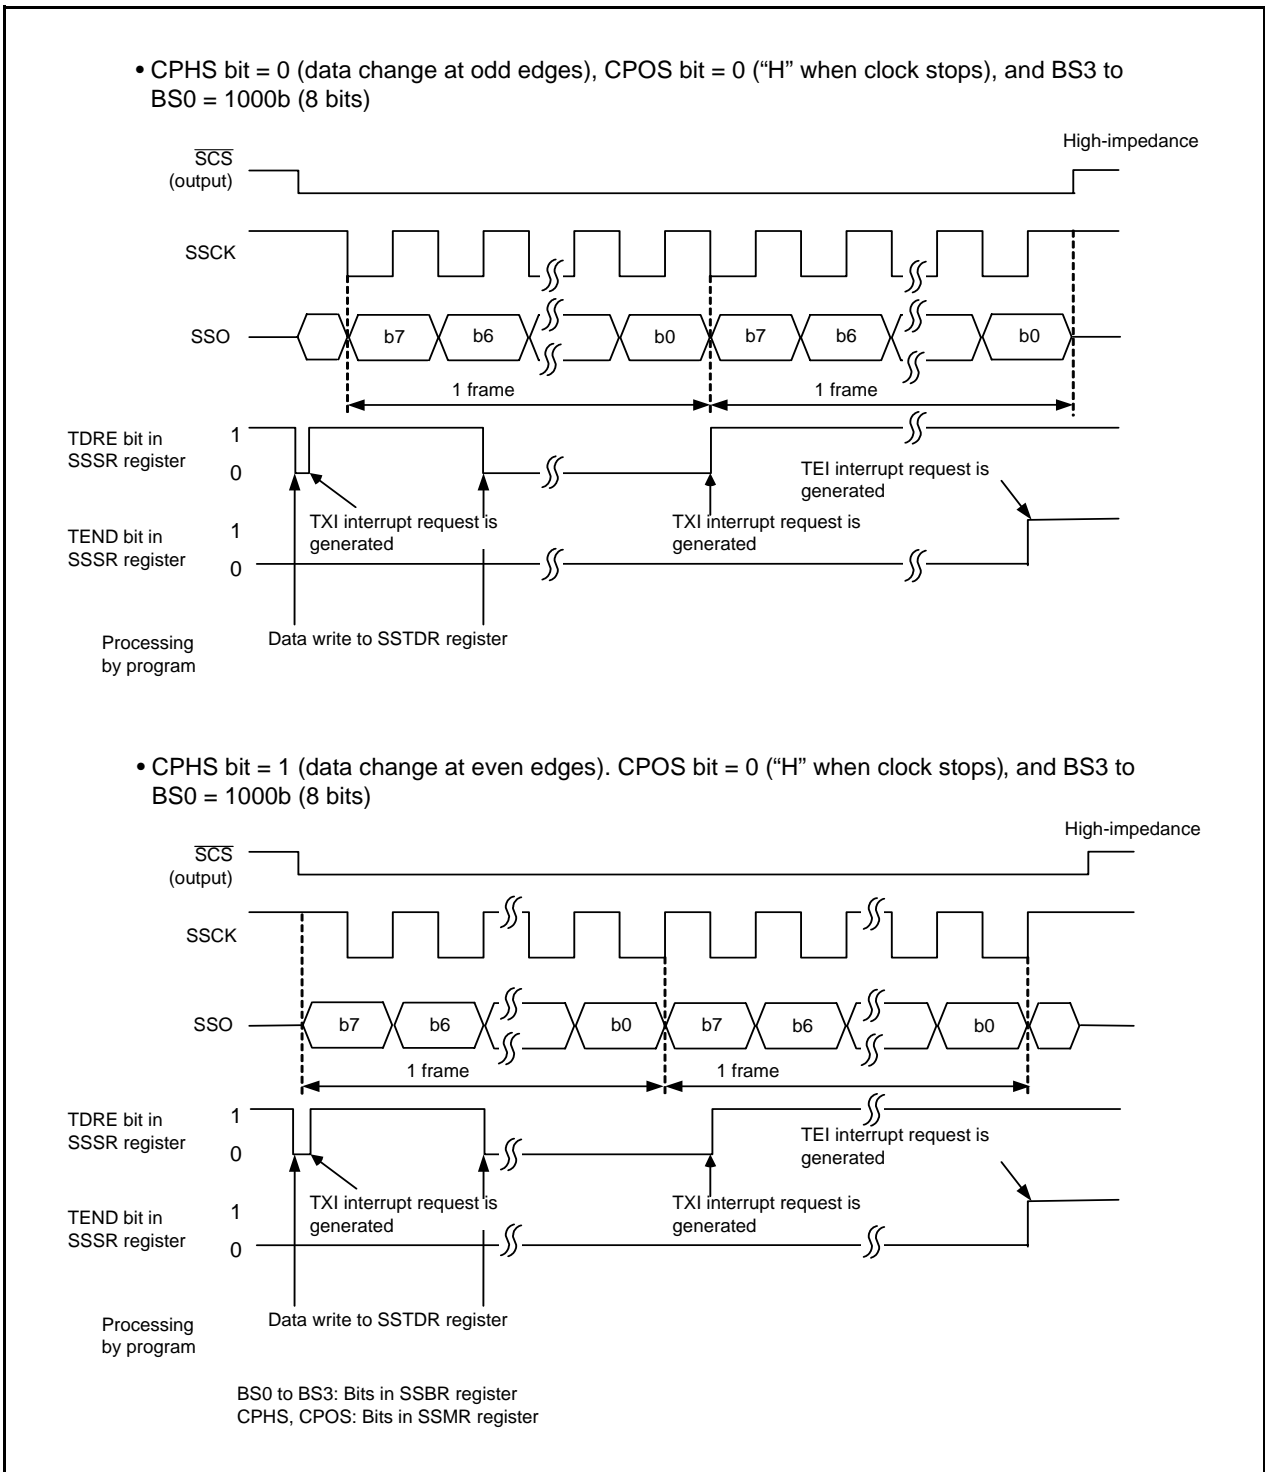 • CPHS bit = 0 (data change at odd edges), CPOS bit = 0 (“H” when clock stops), and BS3 to
BS0 = 1000b (8 bits)
High-impedance
SCS
(output)
SSCK
SSO
b7
b6
b0
b7
b6
b0
1 frame
1 frame
TDRE bit in
SSSR register
1
0
TEI interrupt request is
generated
TXI interrupt request is
generated
TXI interrupt request is
generated
TEND bit in
SSSR register
1
0
Processing
by program
Data write to SSTDR register
• CPHS bit = 1 (data change at even edges). CPOS bit = 0 (“H” when clock stops), and BS3 to
BS0 = 1000b (8 bits)
High-impedance
SCS
(output)
SSCK
SSO
b7
b6
b0
b7
b6
b0
1 frame
1 frame
TDRE bit in
SSSR register
1
0
TEI interrupt request is
generated
TXI interrupt request is
generated
TXI interrupt request is
generated
TEND bit in
SSSR register
1
0
Processing
by program
Data write to SSTDR register
BS0 to BS3: Bits in SSBR register
CPHS, CPOS: Bits in SSMR register